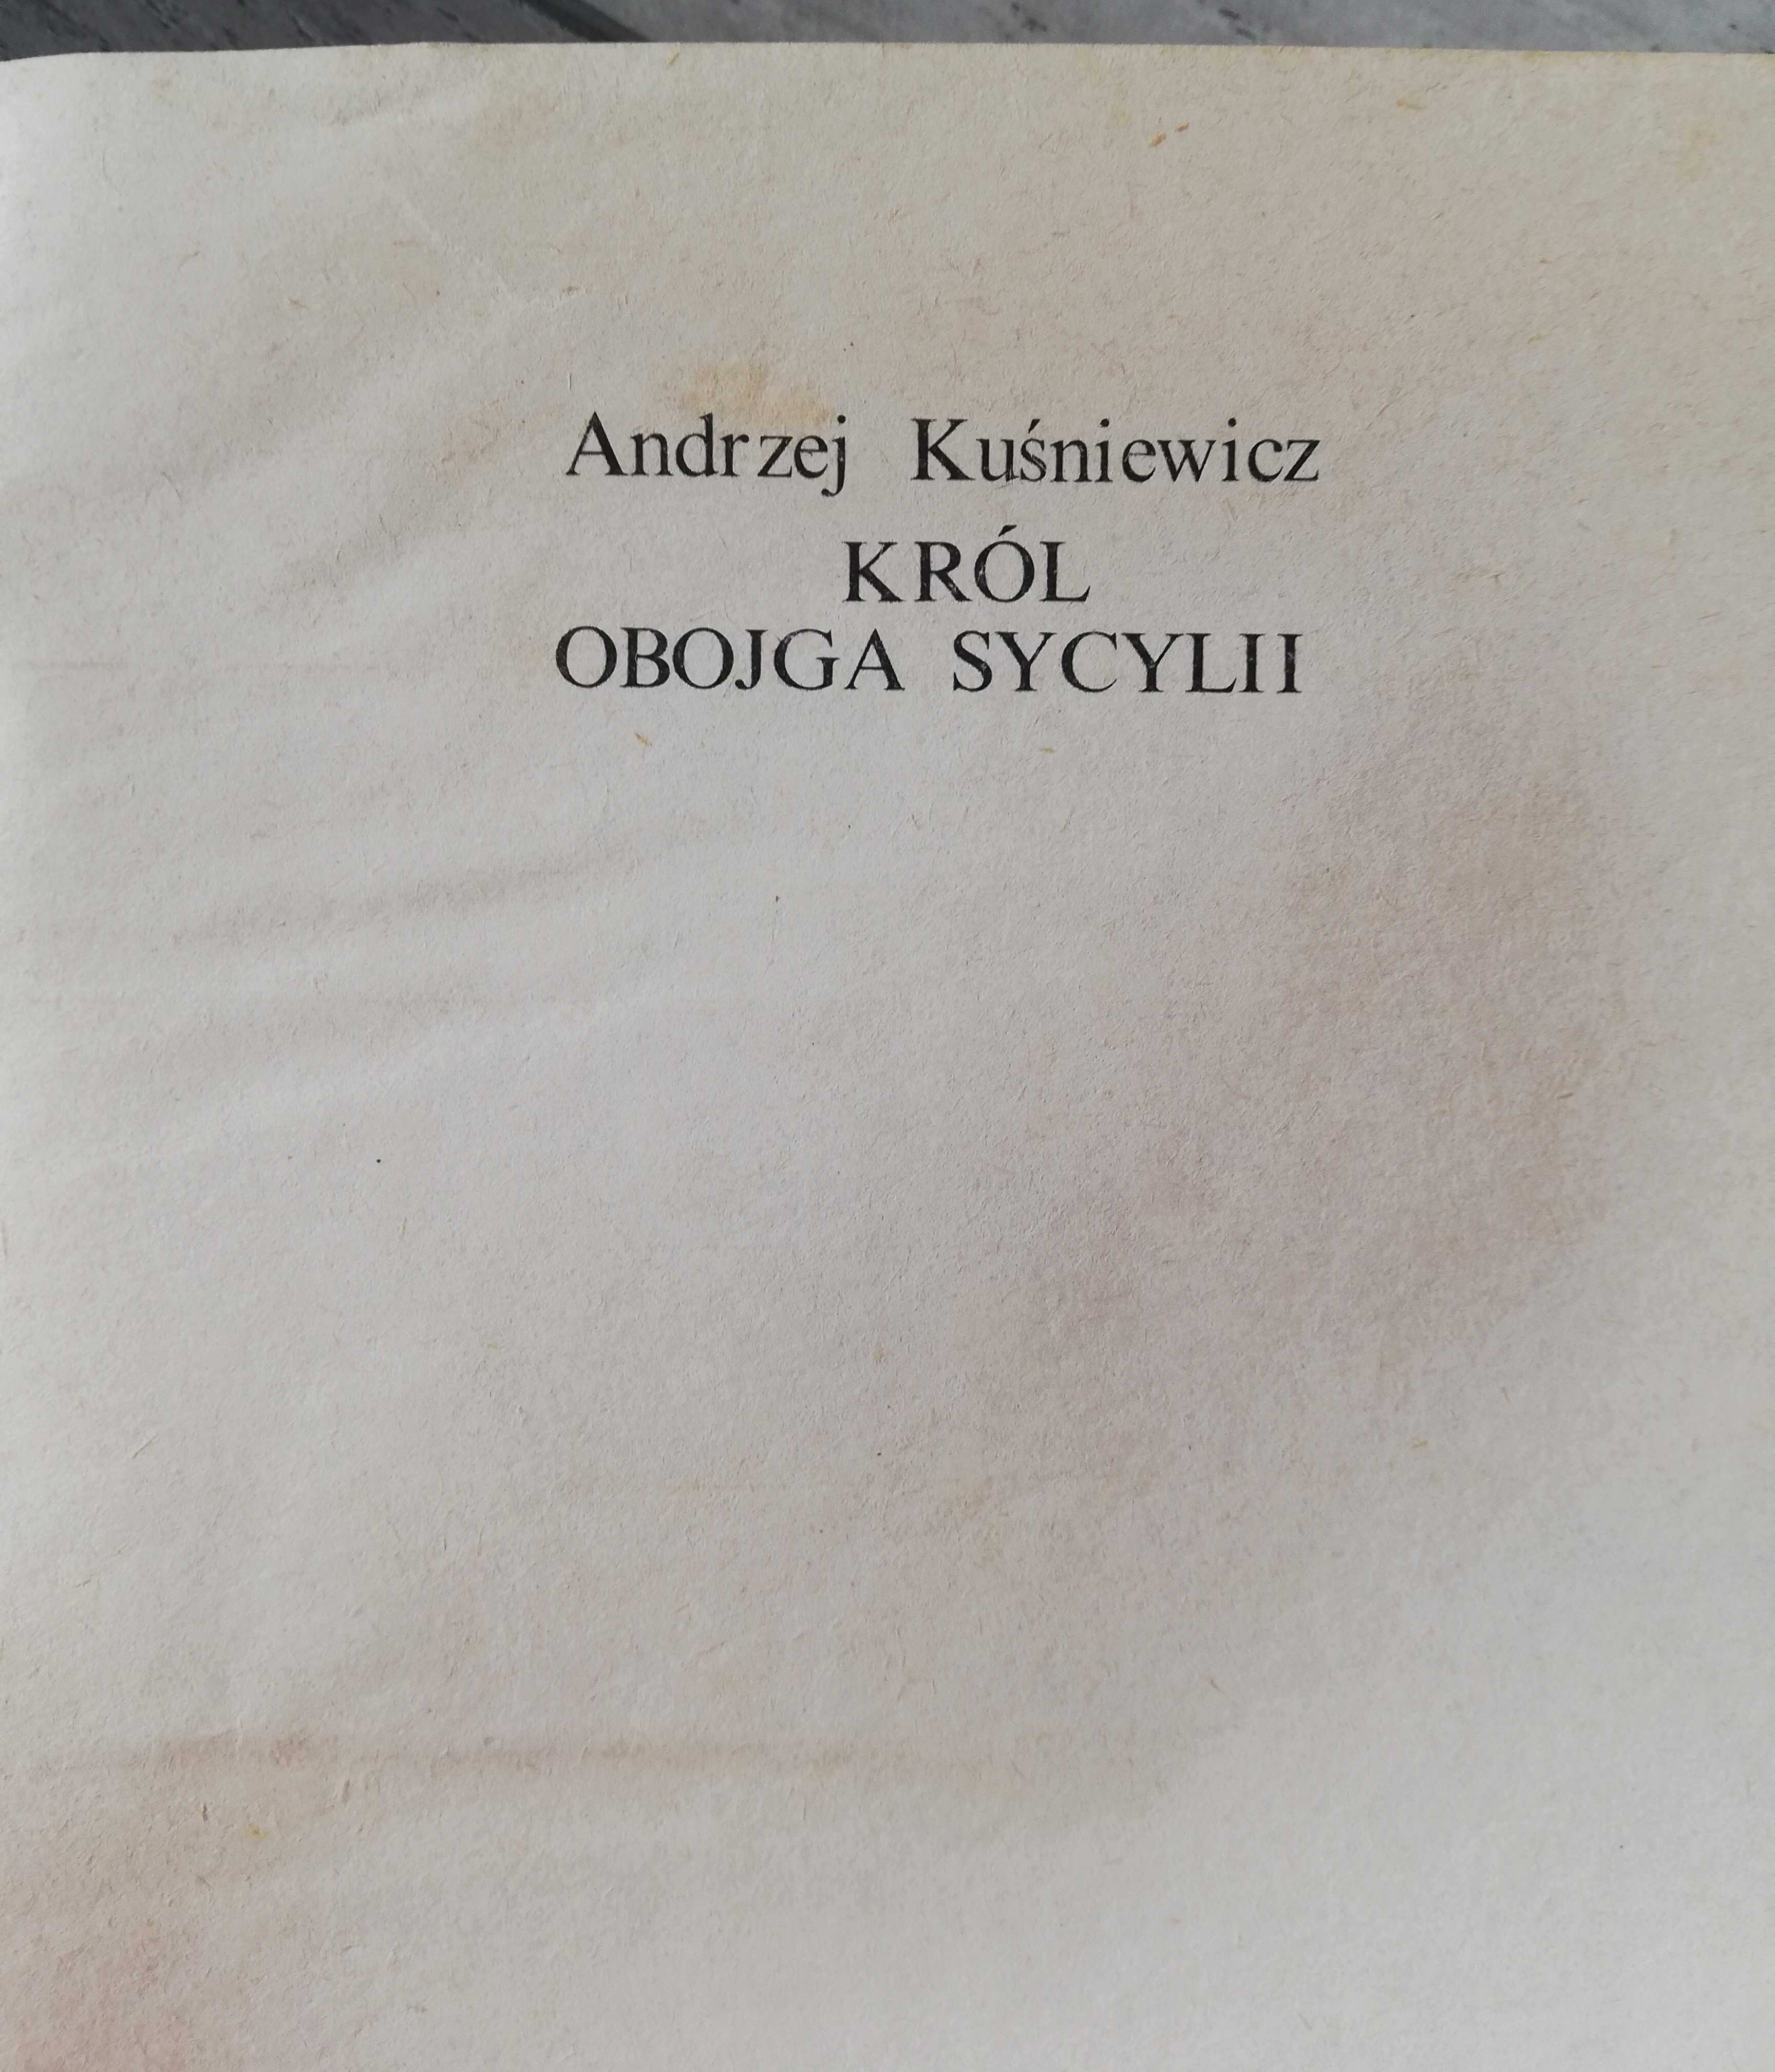 Andrzej Kuśniewicz
KRÓL
OBOJGA SYCYLII